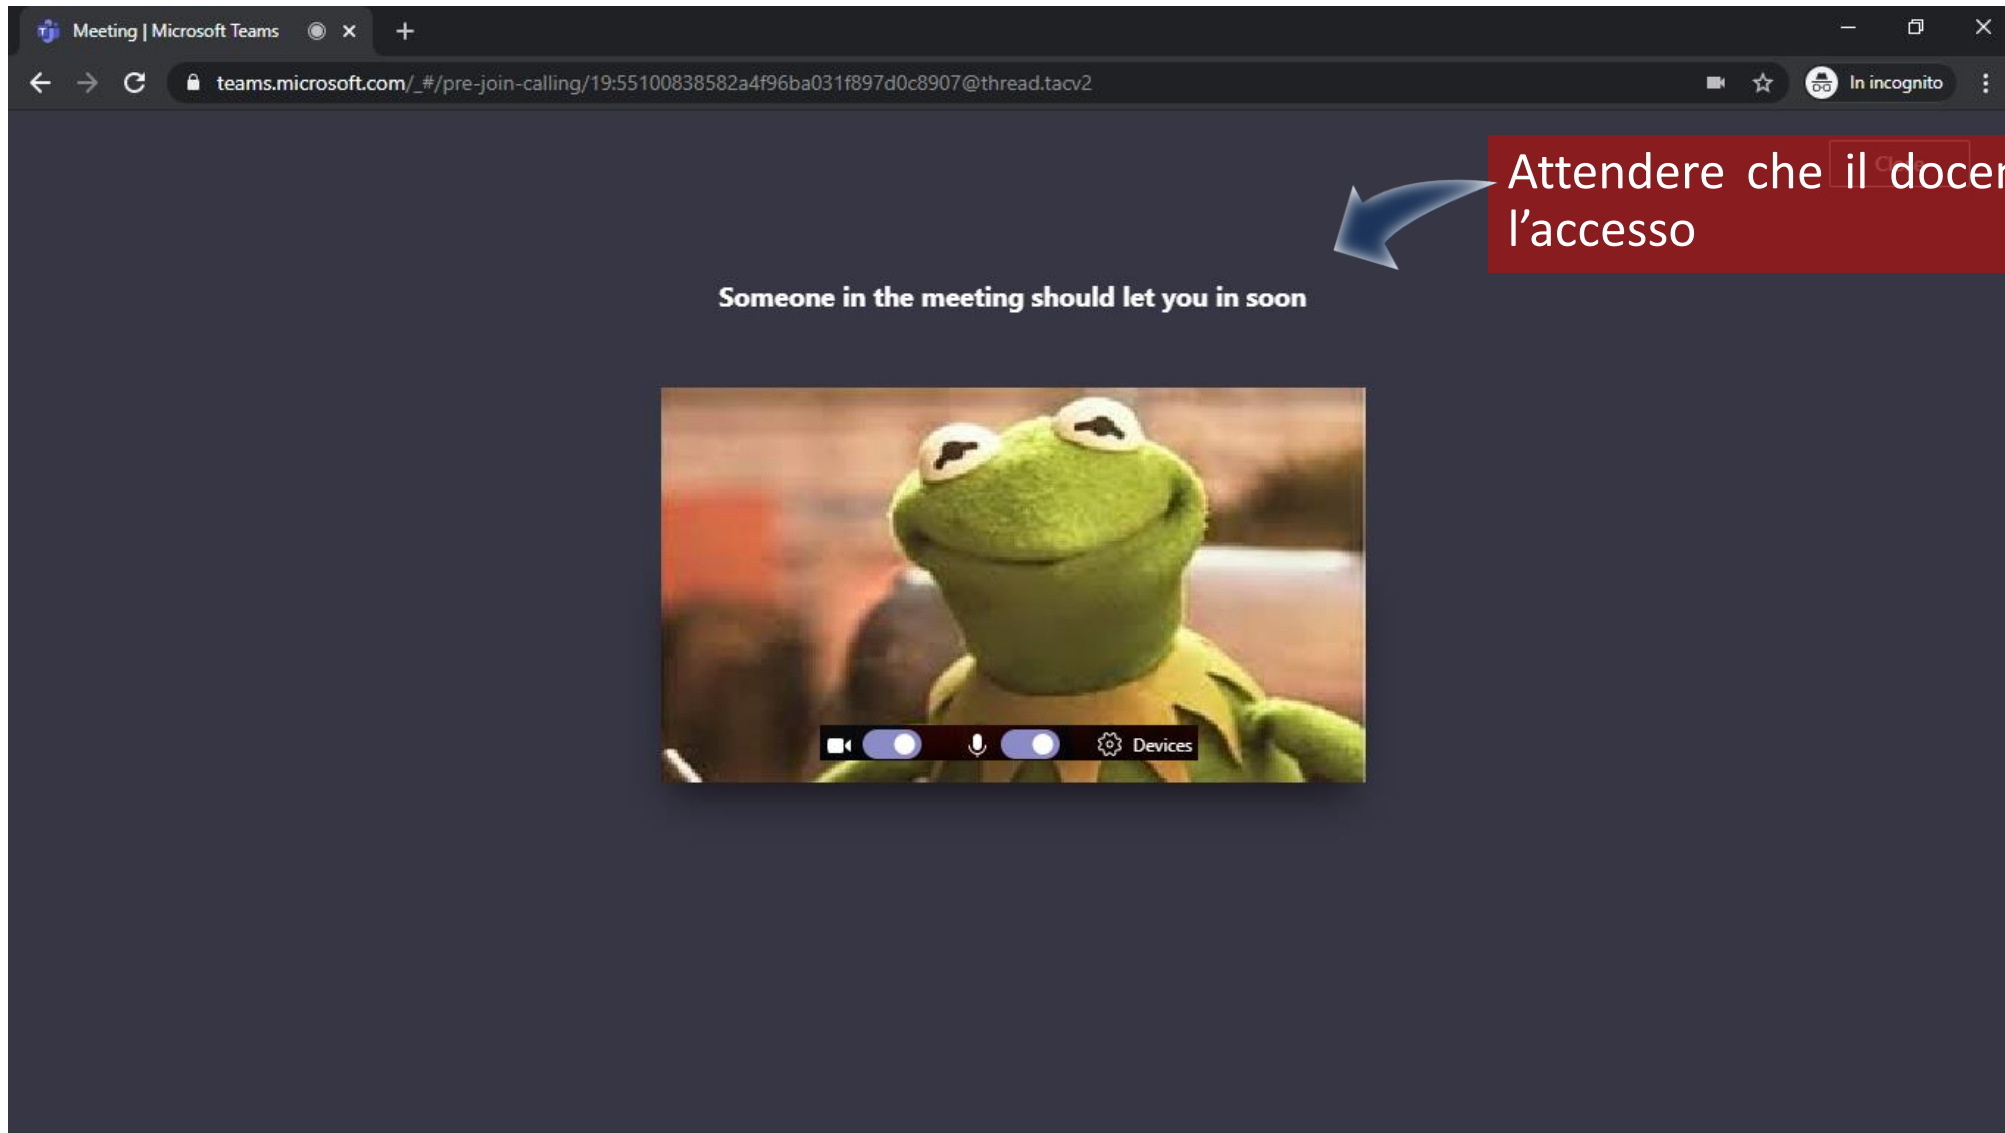 Meeting | Microsoft Teams
teams.microsoft.com/_#/pre-join-calling/19:55100838582a4f96ba031f897d0c8907@thread.tacv2
In incognito
Attendere che il
l’accesso
Someone in the meeting should let you in soon
Devices